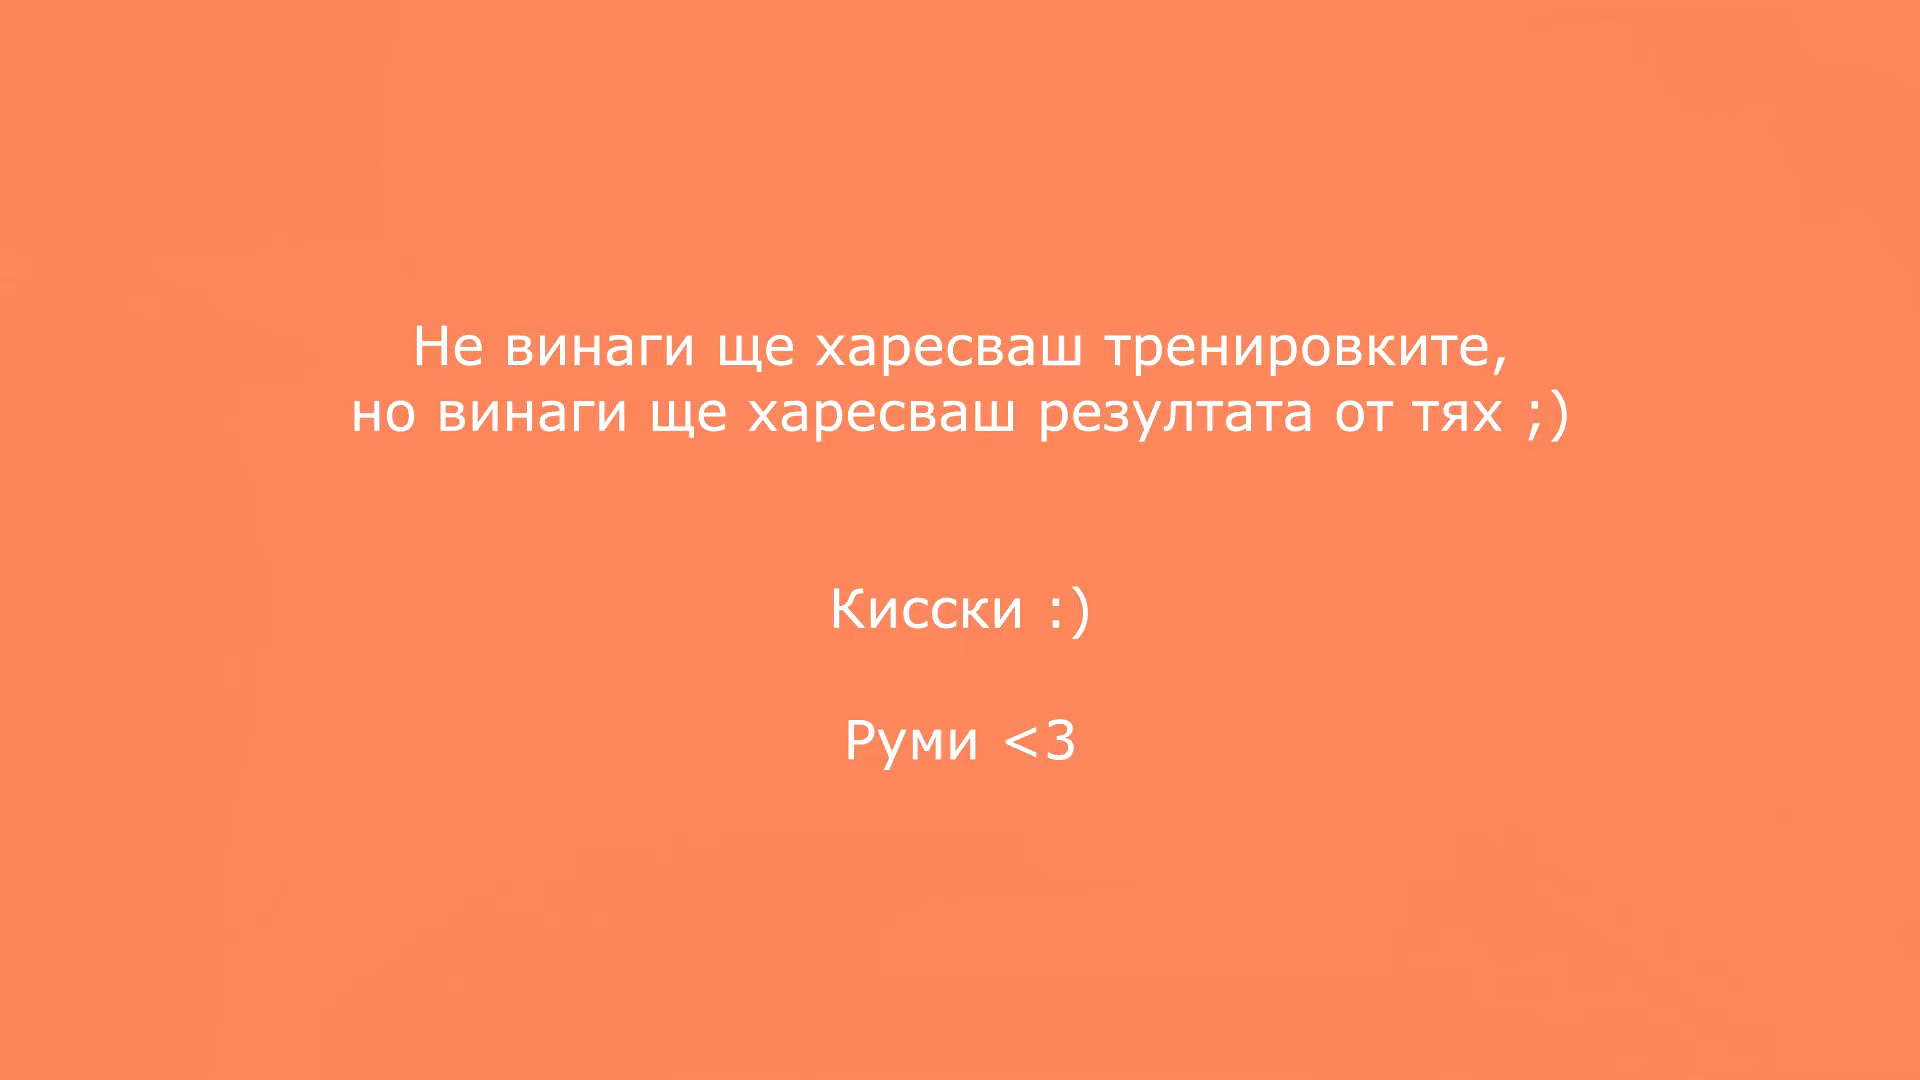 Не винаги ще харесваш тренировките,
но винаги ще харесваш резултата от тях ;)
Кисски :)
Руми <3